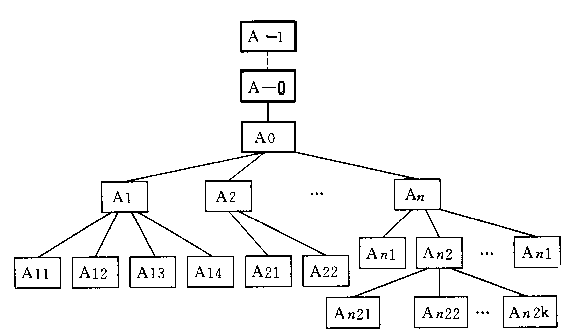 A-1
A-0
A0
A1 A2 … An
A11 A12 A13 A14 A21 A22 An1 An2 … An1
An21 An22 … An2k